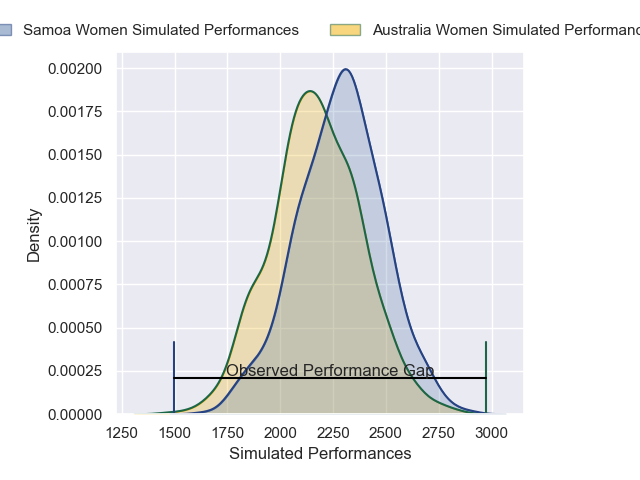 Samoa Women Simulated Performances
Australia Women Simulated Performanc
0.00200
0.00175
0.00150
0.00125
0.00100
0.00075
0.00050
0.00025
0.00000
Density
Observed Performance Gap
1250 1500 1750 2000 2250 2500 2750 3000
Simulated Performances